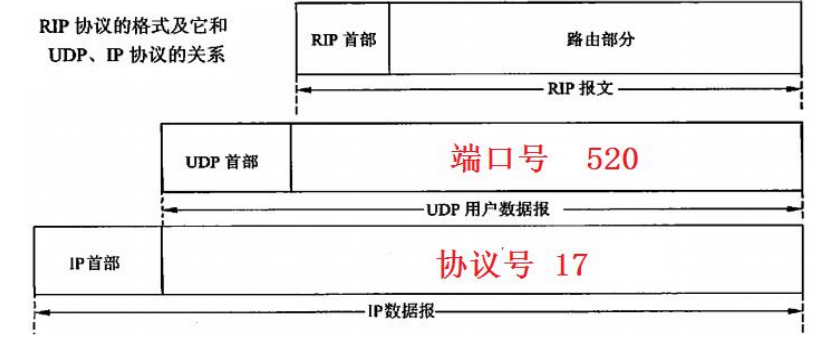 RIP 协议的格式及它和
UDP、IP 协议的关系
RIP 首部
路由部分
RIP 报文
UDP 首部
端口号 520
UDP 用户数据报
IP首部
协议号 17
IP数据报